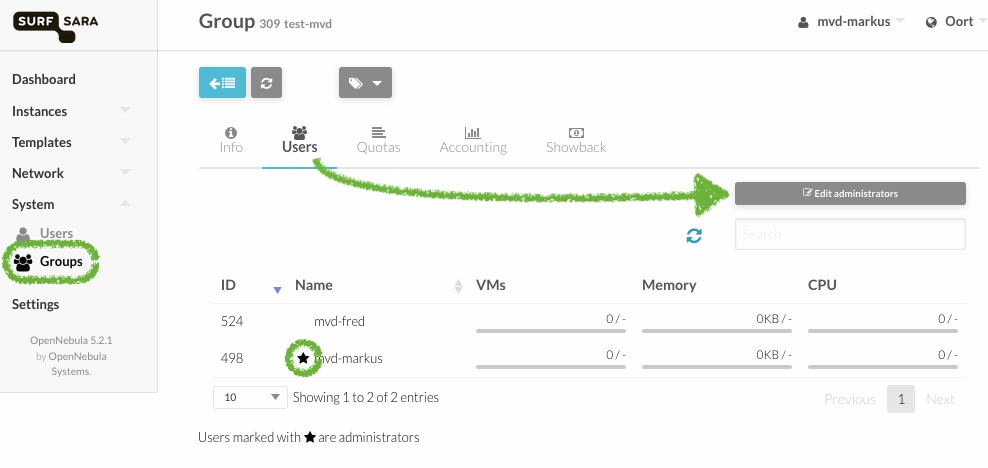 SURF SARA
Group 309 test-mvd
mvd-markus
Oort
Dashboard
Instances
Templates
Network
System
Users
Groups
Settings
OpenNebula 5.2.1
by OpenNebula
Systems.
Info
Users
Quotas
Accounting
Showback
Edit administrators
Search
ID Name VMs Memory CPU
524 mvd-fred 0 / - 0KB / - 0 / -
498 mvd-markus 0 / - 0KB / - 0 / -
10 Showing 1 to 2 of 2 entries
Previous 1 Next
Users marked with ★ are administrators